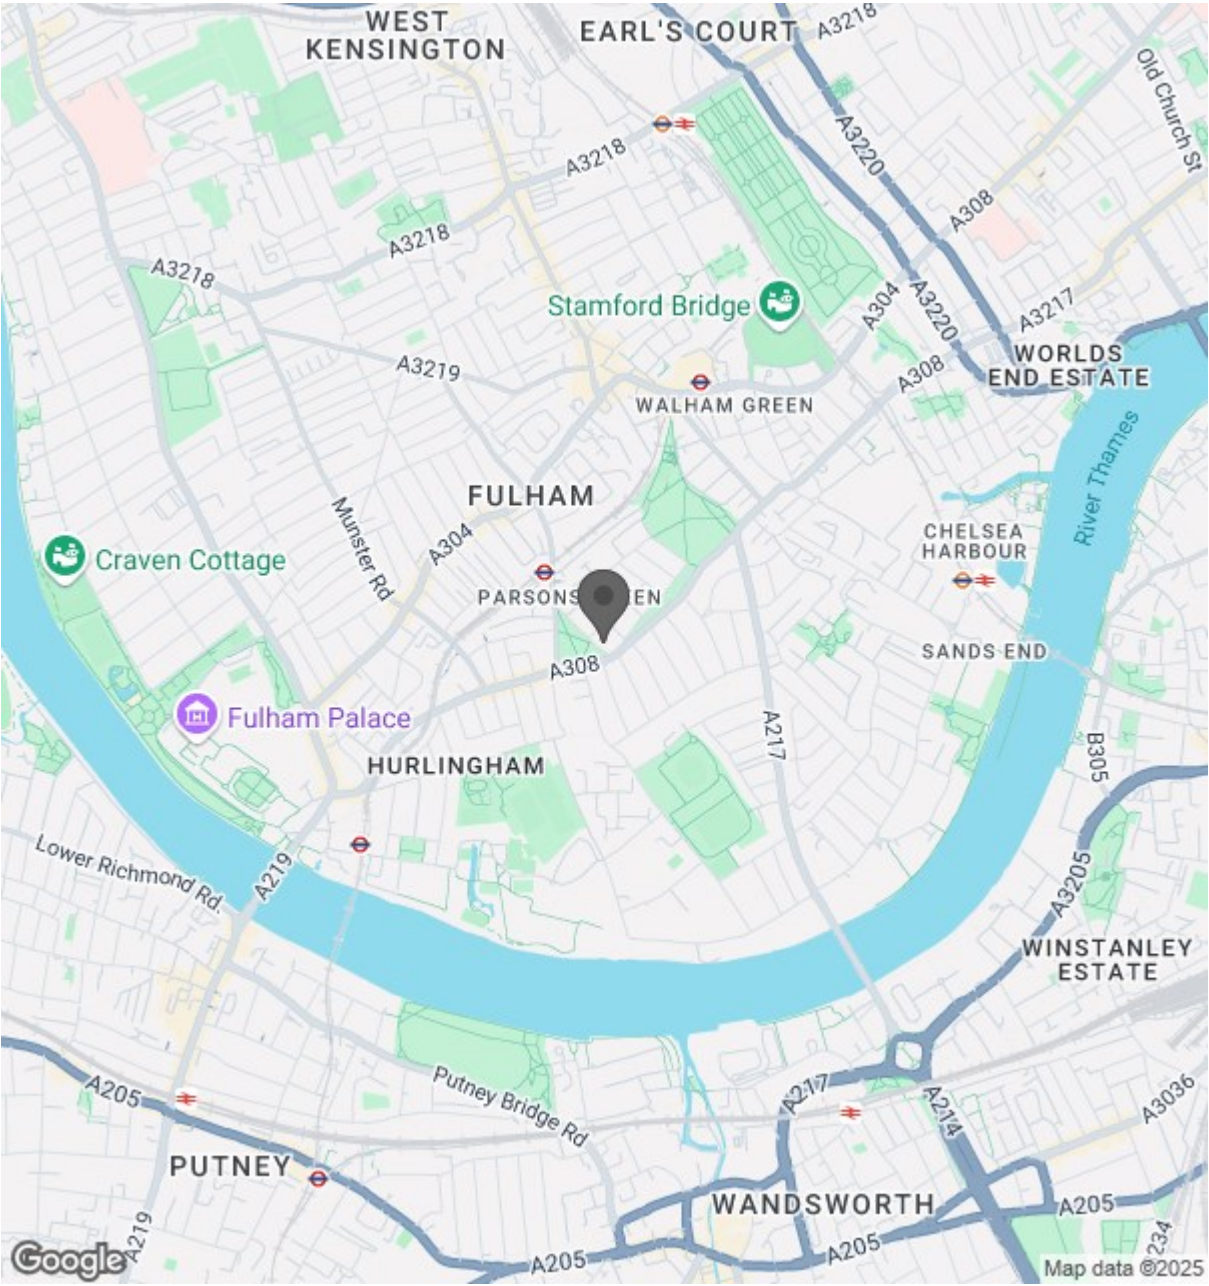 WEST
KENSINGTON
EARL'S COURT
A3218
Old Church St
A3218
A3220
A3218
A308
A3218
Stamford Bridge
A304
A3220
A3217
A3219
WORLDS
END ESTATE
A308
WALHAM GREEN
River Thames
FULHAM
Munster Rd
A304
CHELSEA
HARBOUR
Craven Cottage
PARSONS
EEN
A308
SANDS END
Fulham Palace
A217
B305
HURLINGHAM
Lower Richmond Rd.
A219
A3205
WINSTANLEY
ESTATE
A205
Putney Bridge Rd
A217
A214
A3036
PUTNEY
WANDSWORTH
A205
A219
A205
A205
234
Google
Map data ©2025